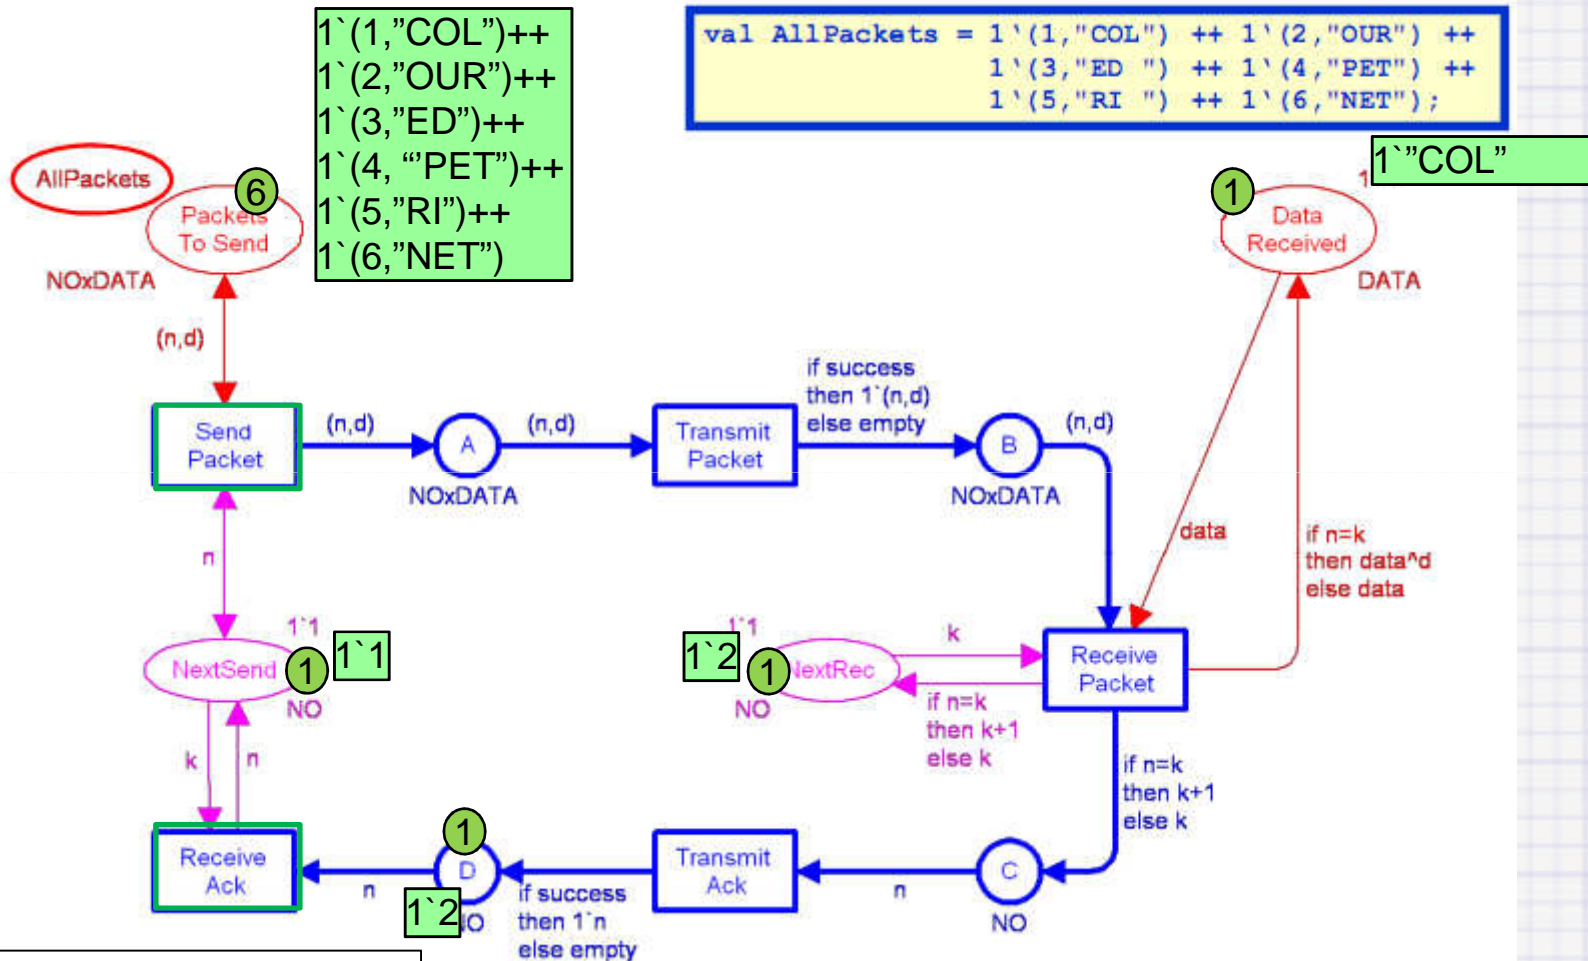 1`(1,”COL”)++
1`(2,”OUR”)++
1`(3,”ED”)++
1`(4, “’PET”)++
1`(5,”RI”)++
1`(6,”NET”)
val AllPackets = 1`(1,"COL") ++ 1`(2,"OUR") ++
1`(3,"ED ") ++ 1`(4,"PET") ++
1`(5,"RI ") ++ 1`(6,"NET");
AllPackets
6
Packets
To Send
NOxDATA
1`”COL”
1
1
Data
Received
DATA
(n,d)
Send
Packet
(n,d)
A
NOxDATA
(n,d)
Transmit
Packet
if success
then 1`(n,d)
else empty
B
NOxDATA
(n,d)
data
if n=k
then data^d
else data
n
1`1
NextSend
1
1`1
NO
1`1
1`2
1
NextRec
NO
k
if n=k
then k+1
else k
Receive
Packet
k
n
if n=k
then k+1
else k
Receive
Ack
n
1
D
1`2
NO
if success
then 1`n
else empty
Transmit
Ack
n
C
NO